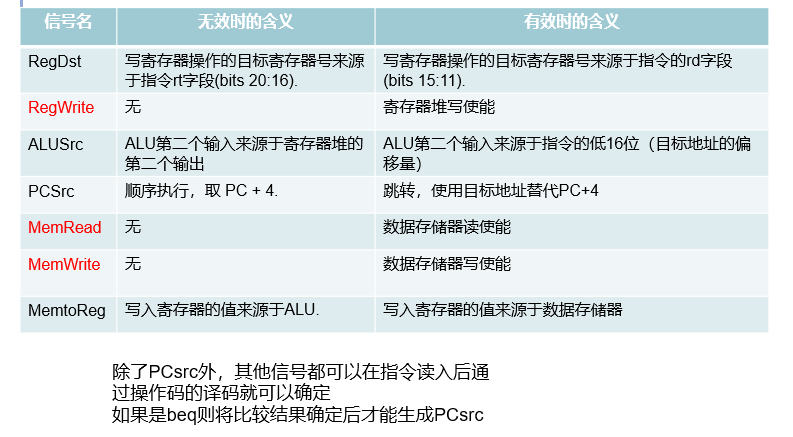 信号名 无效时的含义 有效时的含义
RegDst 写寄存器操作的目标寄存器号来源 写寄存器操作的目标寄存器号来源于指令的rd字段
于指令rt字段(bits 20:16). (bits 15:11).
RegWrite 无 寄存器堆写使能
ALUSrc ALU第二个输入来源于寄存器堆的 ALU第二个输入来源于指令的低16位（目标地址的偏
第二个输出 移量）
PCSrc 顺序执行，取 PC + 4. 跳转，使用目标地址替代PC+4
MemRead 无 数据存储器读使能
MemWrite 无 数据存储器写使能
MemtoReg 写入寄存器的值来源于ALU. 写入寄存器的值来源于数据存储器
除了PCsrc外，其他信号都可以在指令读入后通
过操作码的译码就可以确定
如果是beq则将比较结果确定后才能生成PCsrc